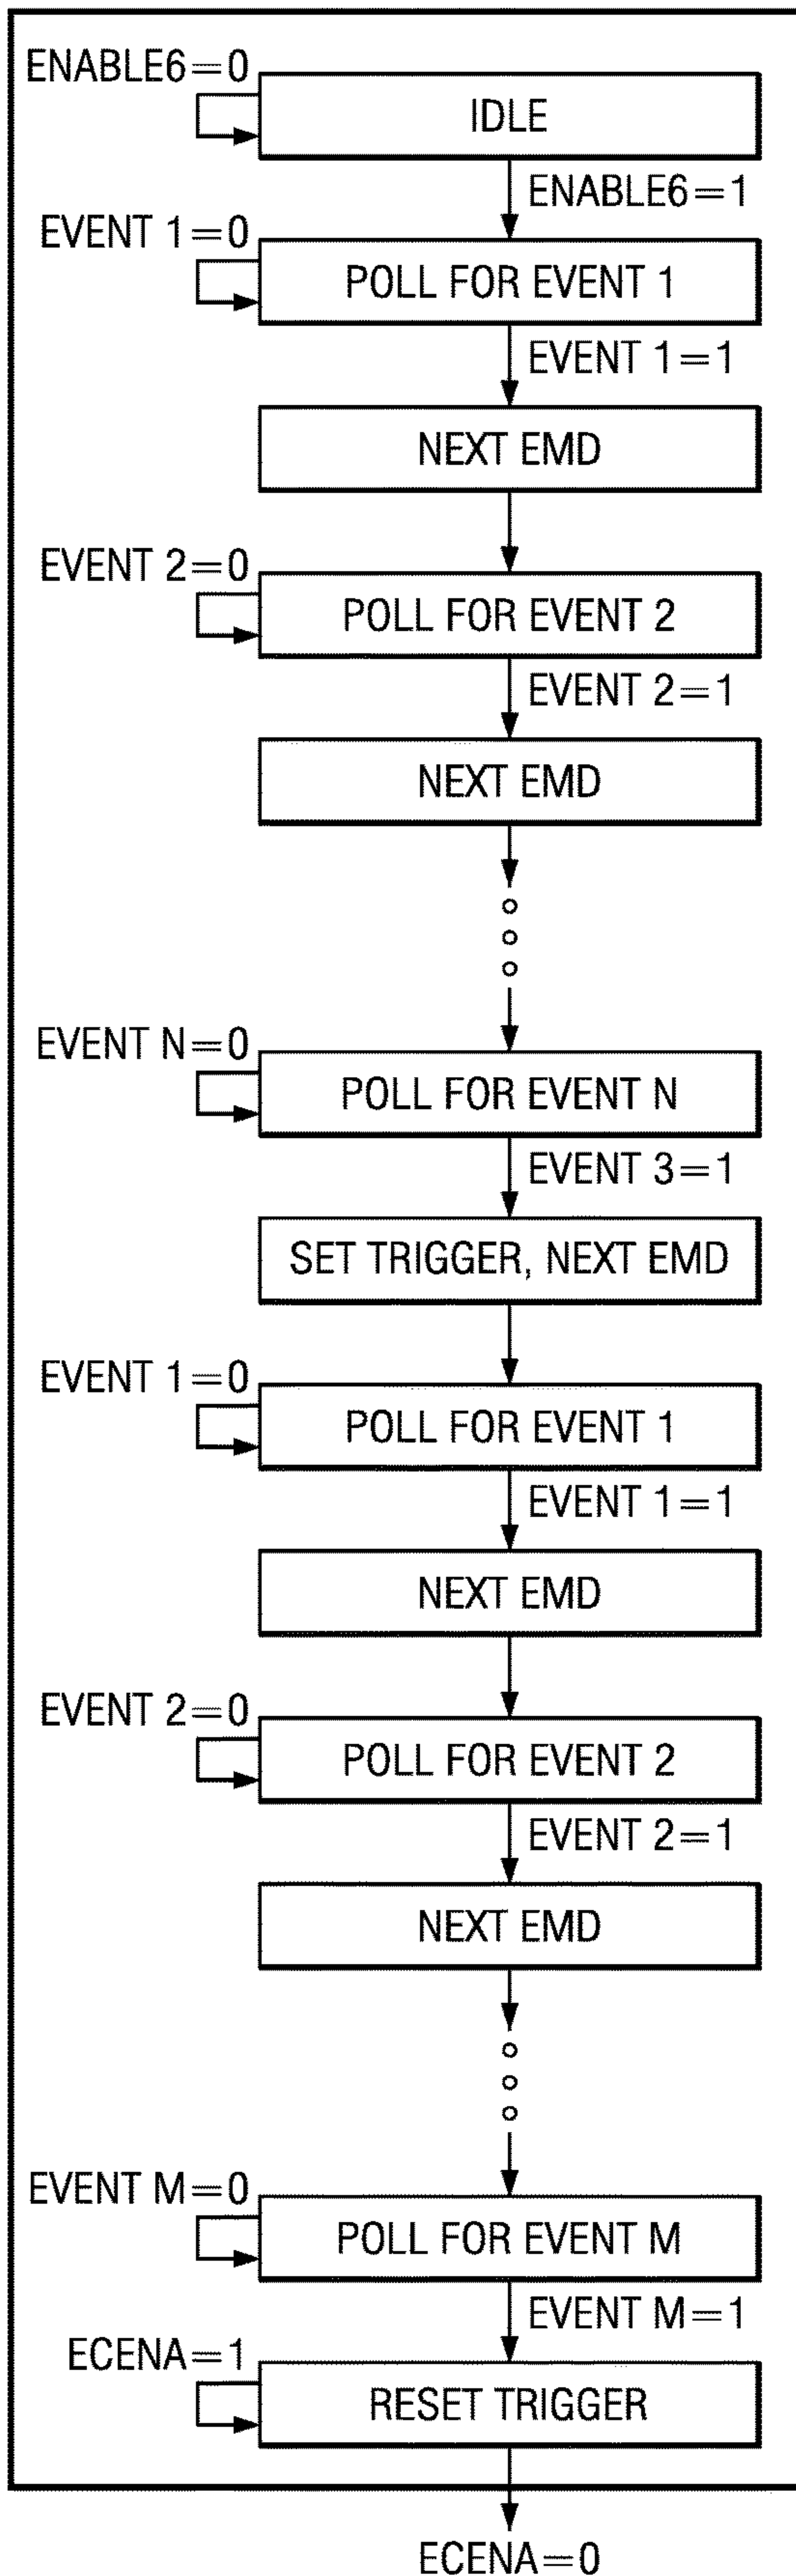 ENABLE6=0
IDLE
ENABLE6=1
EVENT 1=0
POLL FOR EVENT 1
EVENT 1=1
NEXT EMD
EVENT 2=0
POLL FOR EVENT 2
EVENT 2=1
NEXT EMD
EVENT N=0
POLL FOR EVENT N
EVENT 3=1
SET TRIGGER, NEXT EMD
EVENT 1=0
POLL FOR EVENT 1
EVENT 1=1
NEXT EMD
EVENT 2=0
POLL FOR EVENT 2
EVENT 2=1
NEXT EMD
EVENT M=0
POLL FOR EVENT M
EVENT M=1
ECENA=1
RESET TRIGGER
ECENA=0